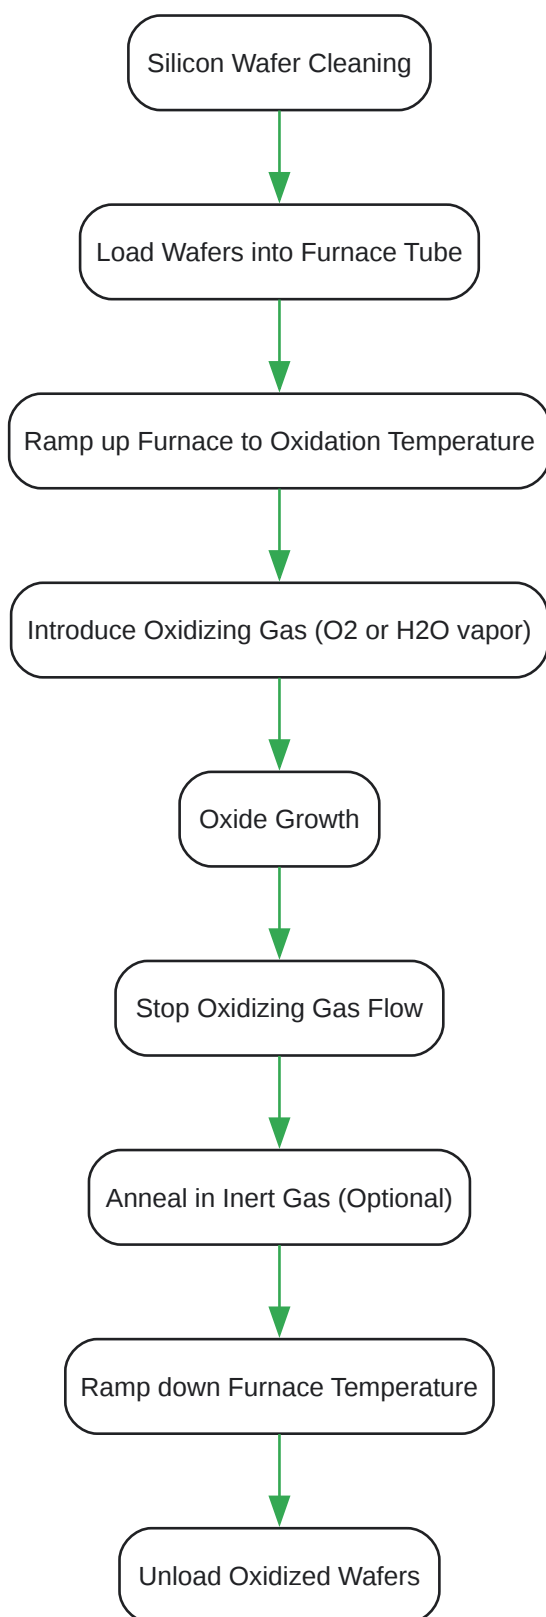 Silicon Wafer Cleaning
Load Wafers into Furnace Tube
Ramp up Furnace to Oxidation Temperature
Introduce Oxidizing Gas (O2 or H2O vapor)
Oxide Growth
Stop Oxidizing Gas Flow
Anneal in Inert Gas (Optional)
Ramp down Furnace Temperature
Unload Oxidized Wafers